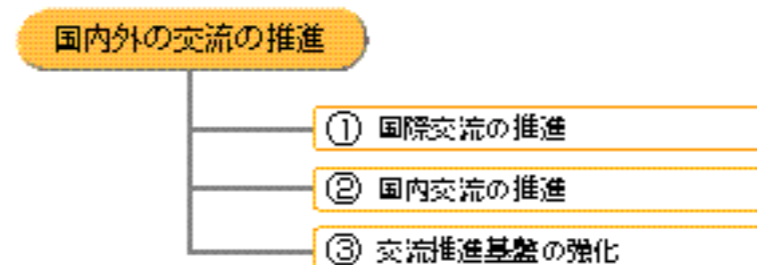 国内外の交流の推進
① 国際交流の推進
② 国内交流の推進
③ 交流推進基盤の強化